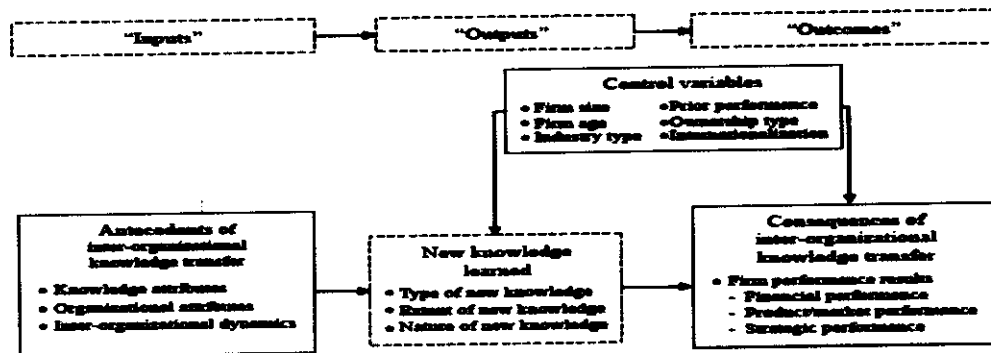 "Inputs"
"Outputs"
"Outcomes"
Control variables
• Firm size
• Prior performance
• Firm age
• Ownership type
• Industry type
• Internationalization
Antecedents of
inter-organizational
knowledge transfer
• Knowledge attributes
• Organizational attributes
• Inter-organizational dynamics
New knowledge
learned
• Type of new knowledge
• Extent of new knowledge
• Nature of new knowledge
Consequences of
inter-organizational
knowledge transfer
• Firm performance results
- Financial performance
- Product/market performance
- Strategic performance